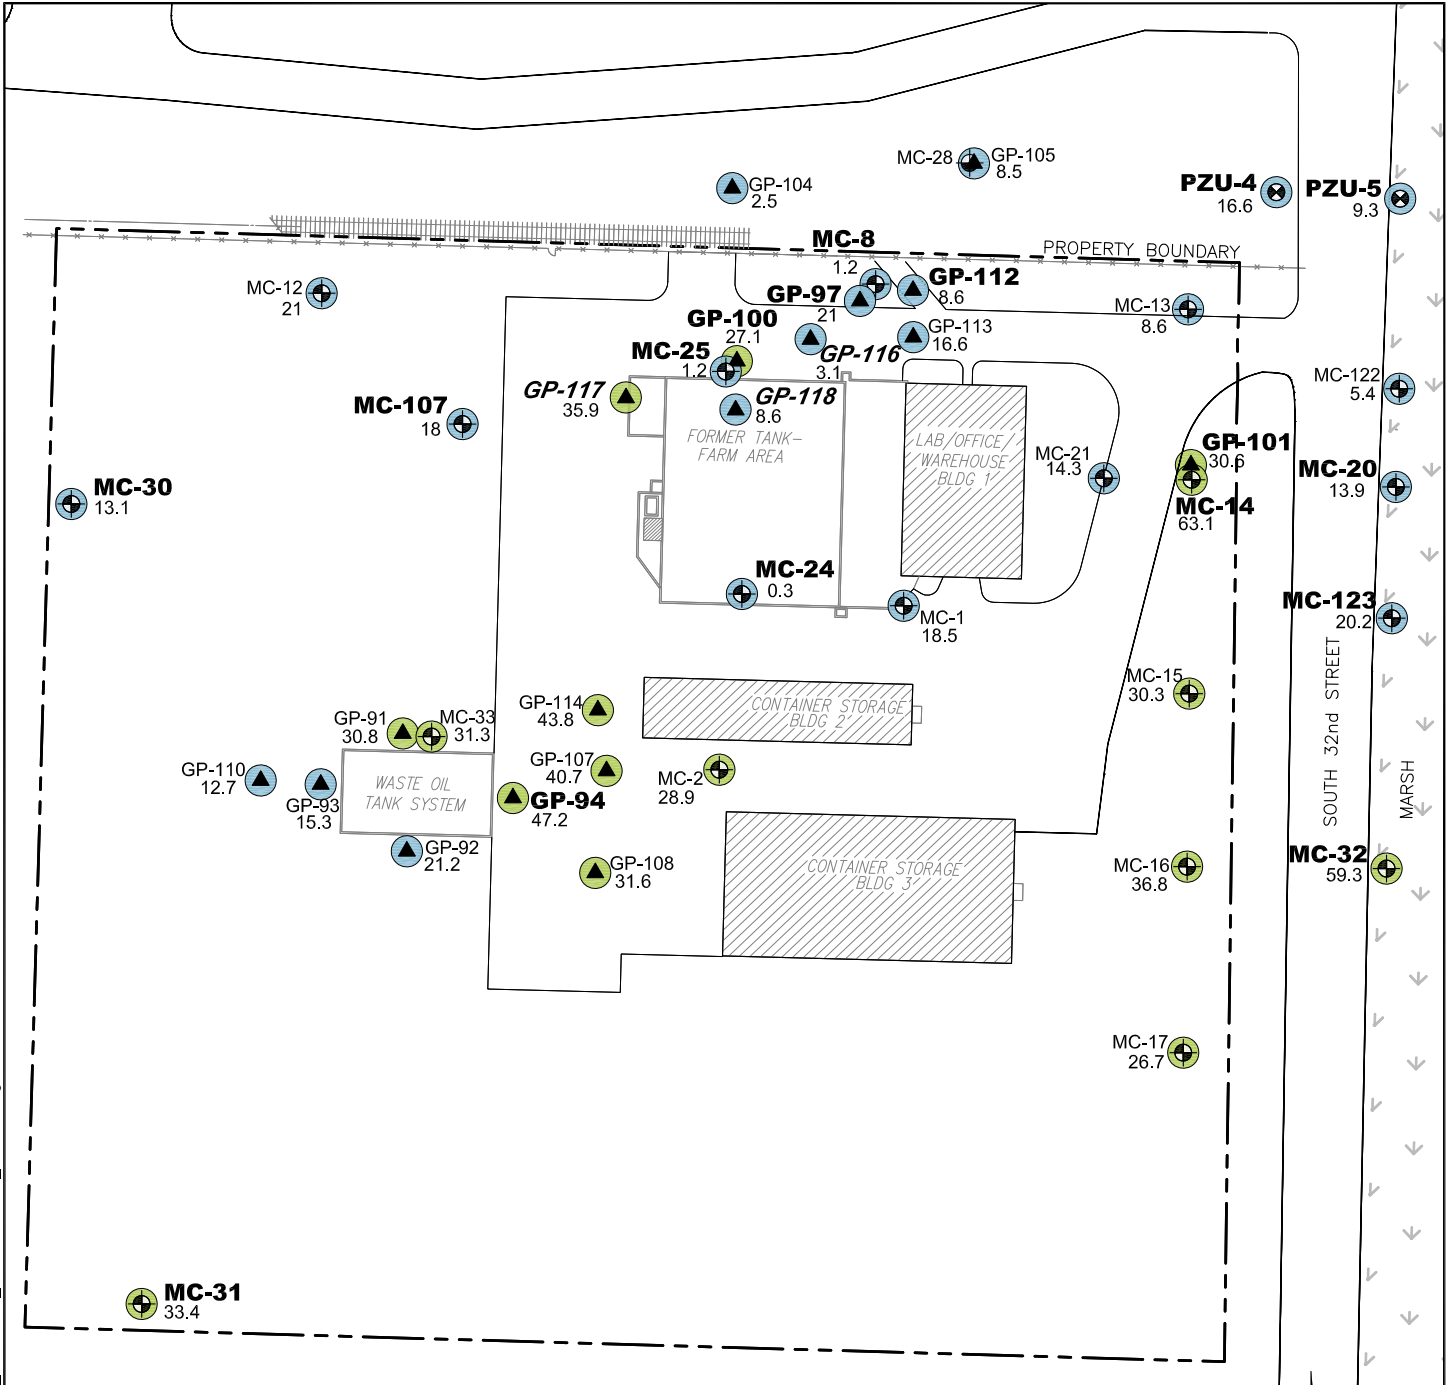 MC-28
GP-105
8.5
GP-104
2.5
PZU-4
16.6
PZU-5
9.3
MC-8
1.2
PROPERTY BOUNDARY
MC-12
21
GP-97
21
GP-112
8.6
MC-13
8.6
GP-100
27.1
MC-25
1.2
GP-116
3.1
GP-113
16.6
GP-117
35.9
GP-118
8.6
MC-122
5.4
MC-107
18
FORMER TANK-
FARM AREA
LAB/OFFICE/
WAREHOUSE
BLDG 1
MC-21
14.3
GP-101
30.6
MC-20
13.9
MC-30
13.1
MC-14
63.1
MC-24
0.3
MC-1
18.5
MC-123
20.2
MC-15
30.3
GP-114
43.8
CONTAINER STORAGE
BLDG 2
GP-91
30.8
MC-33
31.3
SOUTH 32nd STREET
MARSH
GP-110
12.7
GP-93
15.3
WASTE OIL
TANK SYSTEM
GP-107
40.7
MC-2
28.9
GP-94
47.2
GP-92
21.2
GP-108
31.6
CONTAINER STORAGE
BLDG 3
MC-16
36.8
MC-32
59.3
MC-17
26.7
MC-31
33.4